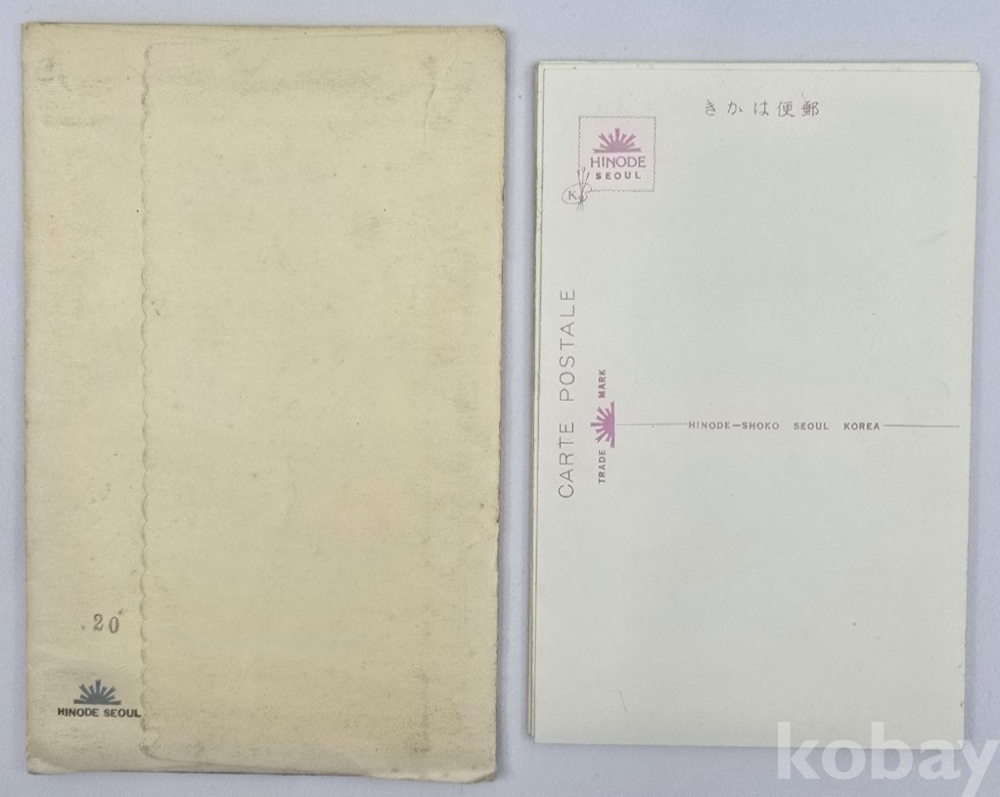 .20
HINODE SEOUL
きかは便郵
HINODE
SEOUL
K
CARTE POSTALE
TRADE MARK
HINODE-SHOKO SEOUL KOREA
kobay